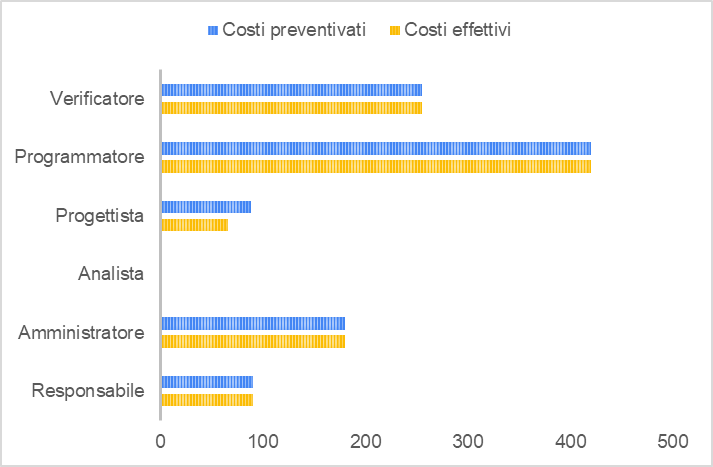 Costi preventivati Costi effettivi
Verificatore
Programmatore
Progettista
Analista
Amministratore
Responsabile
0 100 200 300 400 500